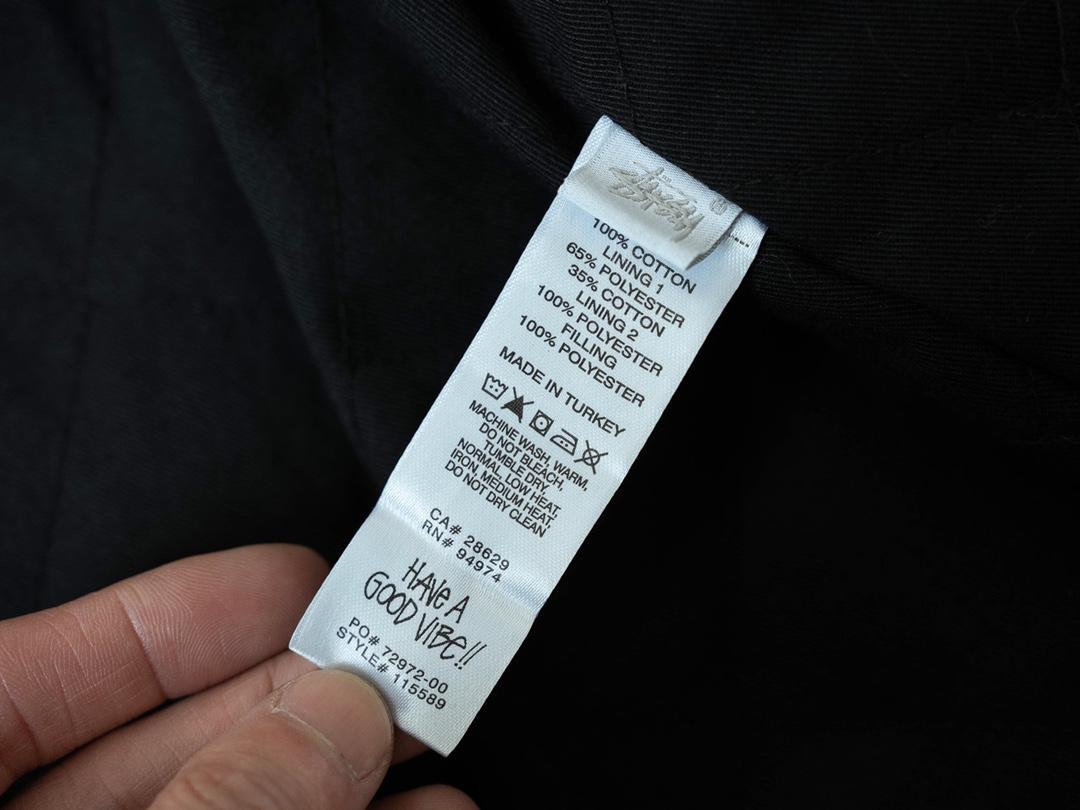 Stüssy
100% COTTON
LINING 1
65% POLYESTER
35% COTTON
LINING 2
100% POLYESTER
FILLING
100% POLYESTER
MADE IN TURKEY
MACHINE WASH, WARM,
DO NOT BLEACH,
TUMBLE DRY,
NORMAL, LOW HEAT,
IRON, MEDIUM HEAT,
DO NOT DRY CLEAN
CA# 28629
RN# 94974
HAVE A
GOOD VIBE!!
PO# 72972-00
STYLE# 115589